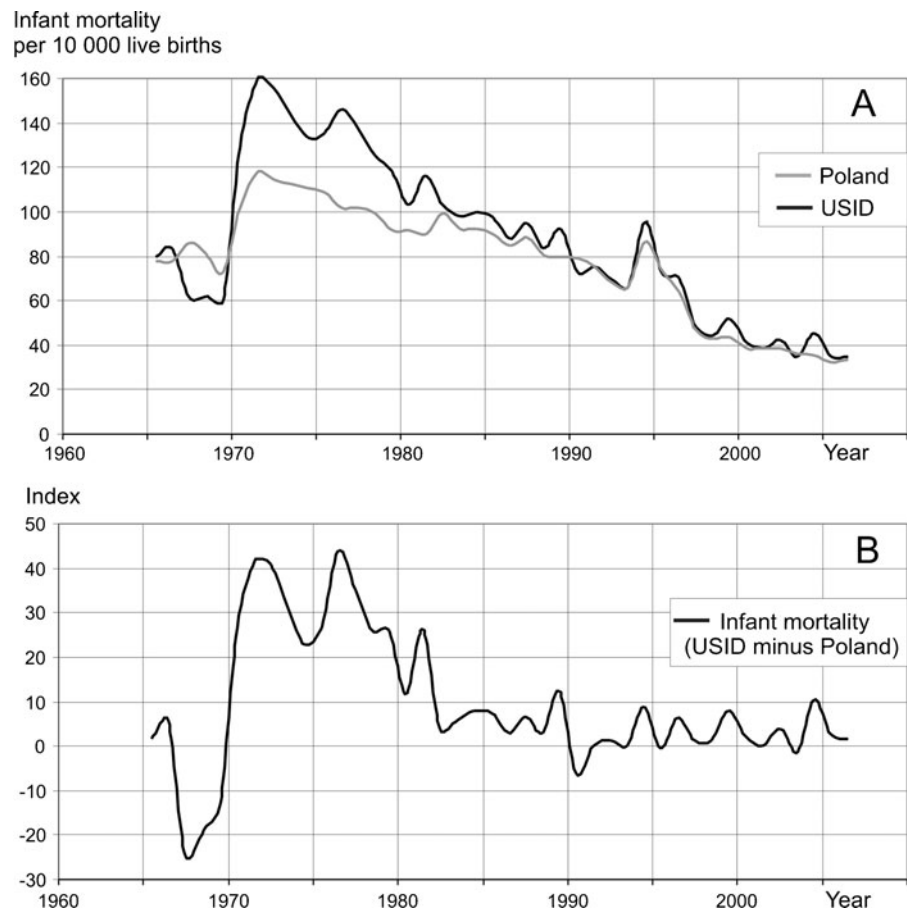 Infant mortality
per 10 000 live births
A
160
140
120
100
80
60
40
20
0
Poland
USID
1960 1970 1980 1990 2000 Year
Index
B
50
40
30
20
10
0
-10
-20
-30
Infant mortality
(USID minus Poland)
1960 1970 1980 1990 2000 Year